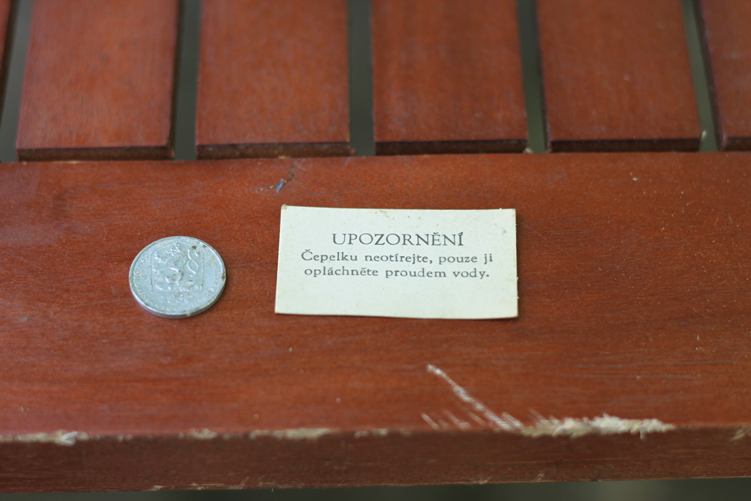 UPOZORNĚNÍ
Čepelku neotírejte, pouze ji
opláchněte proudem vody.